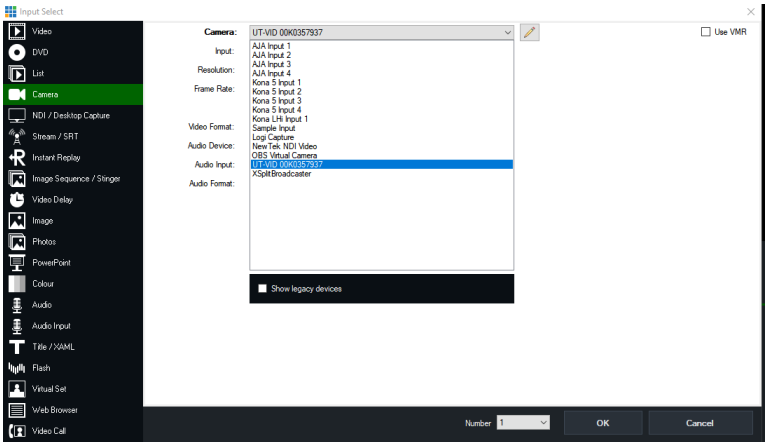 Input Select
Video
DVD
List
Camera
NDI / Desktop Capture
Stream / SRT
Instant Replay
Image Sequence / Stinger
Video Delay
Image
Photos
PowerPoint
Colour
Audio
Audio Input
Title / XAML
Flash
Virtual Set
Web Browser
Video Call
Camera: UT-VID 00K0357937
Use VMR
Input:
Resolution:
Frame Rate:
Video Format:
Audio Device:
Audio Input:
Audio Format:
AJA Input 1
AJA Input 2
AJA Input 3
AJA Input 4
Kona 5 Input 1
Kona 5 Input 2
Kona 5 Input 3
Kona 5 Input 4
Kona LHi Input 1
Sample Input
Logi Capture
NewTek NDI Video
OBS Virtual Camera
UT-VID 00K0357937
XSplitBroadcaster
Show legacy devices
Number 1
OK
Cancel